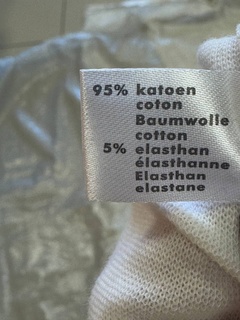 95% katoen
coton
Baumwolle
cotton
5% elasthan
élasthanne
Elasthan
elastane